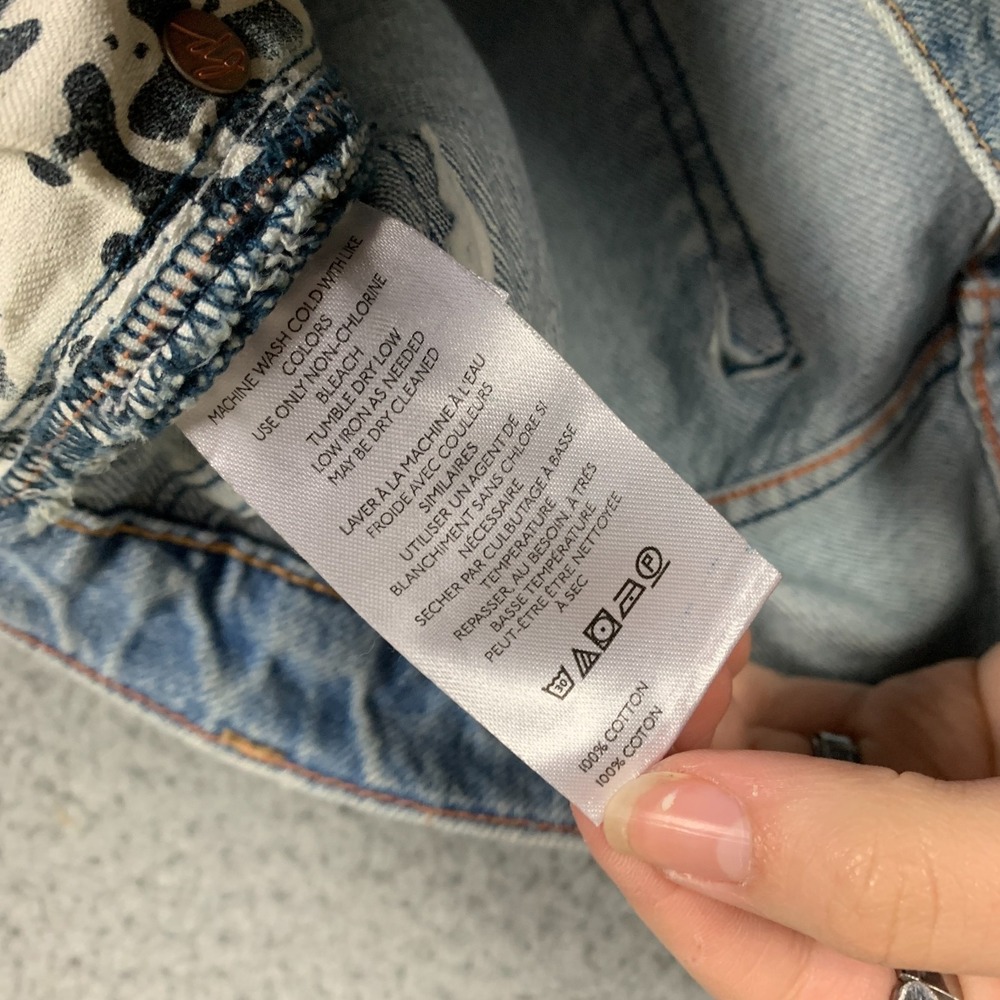 MACHINE WASH COLD WITH LIKE
COLORS
USE ONLY NON-CHLORINE
BLEACH
TUMBLE DRY LOW
LOW IRON AS NEEDED
MAY BE DRY CLEANED
LAVER À LA MACHINE À L'EAU
FROIDE AVEC COULEURS
SIMILAIRES
UTILISER UN AGENT DE
BLANCHIMENT SANS CHLORE, SI
NÉCESSAIRE
SECHER PAR CULBUTAGE À BASSE
TEMPERATURE
REPASSER, AU BESOIN, À TRÉS
BASSE TEMPÉRATURE
PEUT-ÊTRE ÊTRE NETTOYÉE
À SEC
30 P
100% COTTON
100% COTON